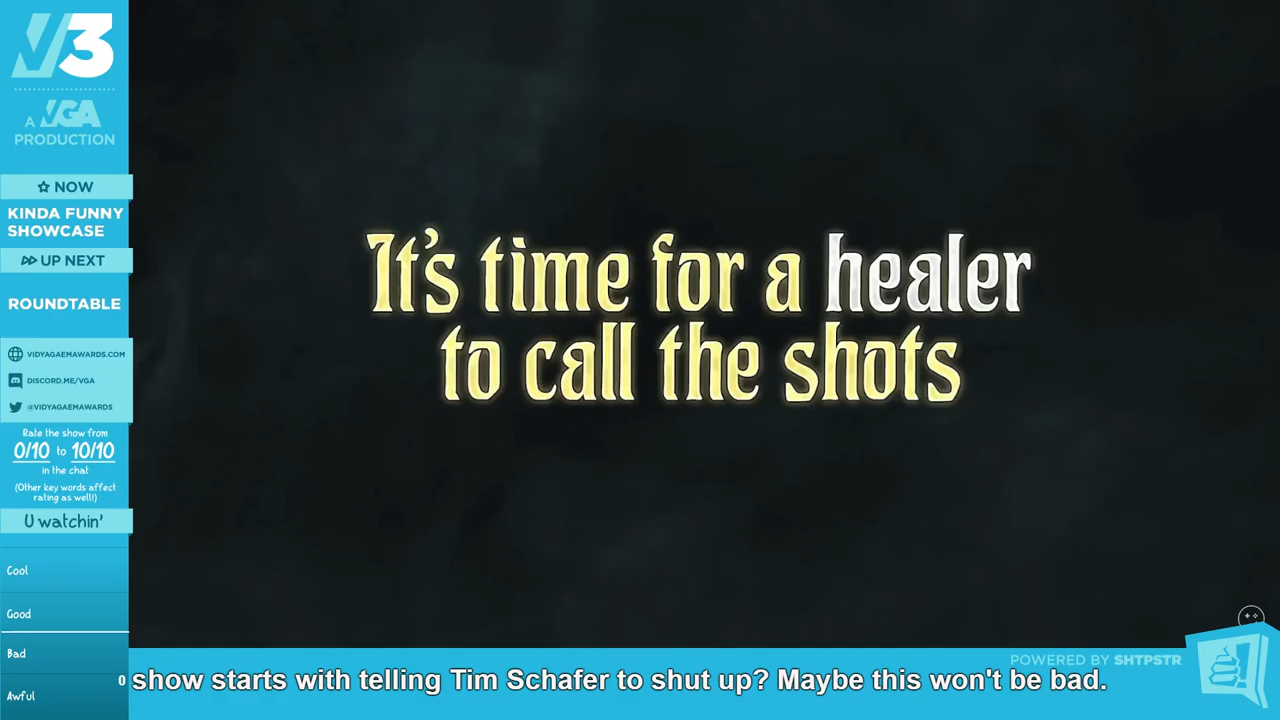 V3
A VGA
PRODUCTION
NOW
KINDA FUNNY
SHOWCASE
UP NEXT
ROUNDTABLE
VIDYAGAEMAWARDS.COM
DISCORD.ME/VGA
@VIDYAGAEMAWARDS
Rate the show from
0/10 to 10/10
in the chat
(Other key words affect
rating as well!)
U watchin'
Cool
Good
Bad
0
Awful
It's time for a healer
to call the shots
POWERED BY SHTPSTR
show starts with telling Tim Schafer to shut up? Maybe this won't be bad.